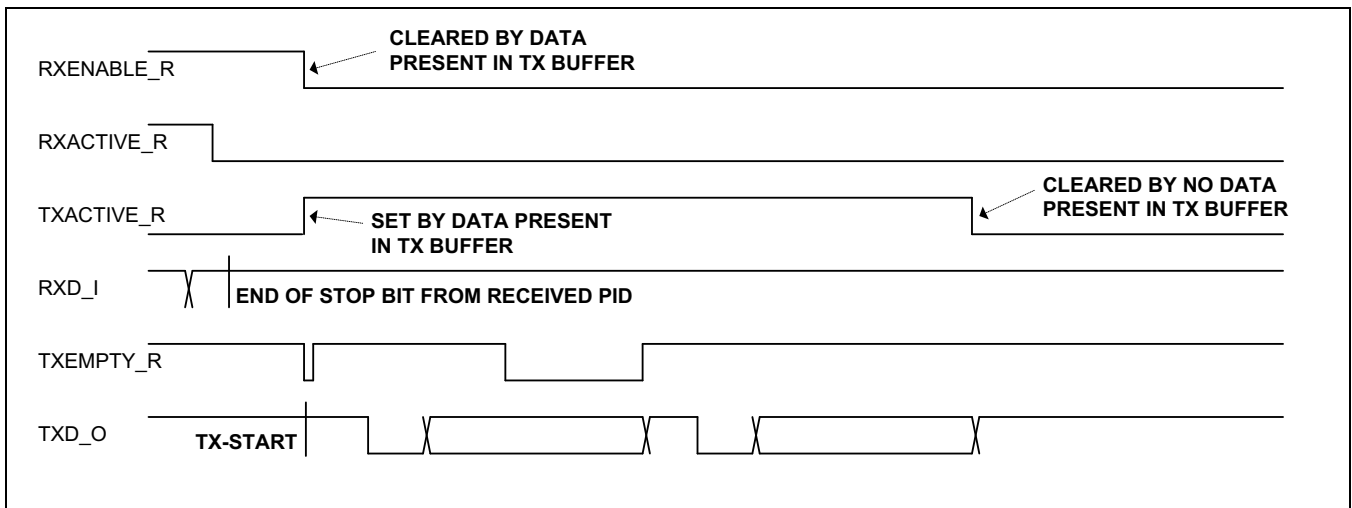 CLEARED BY DATA
PRESENT IN TX BUFFER
RXENABLE_R
RXACTIVE_R
CLEARED BY NO DATA
PRESENT IN TX BUFFER
TXACTIVE_R
SET BY DATA PRESENT
IN TX BUFFER
RXD_I
END OF STOP BIT FROM RECEIVED PID
TXEMPTY_R
TXD_O
TX-START